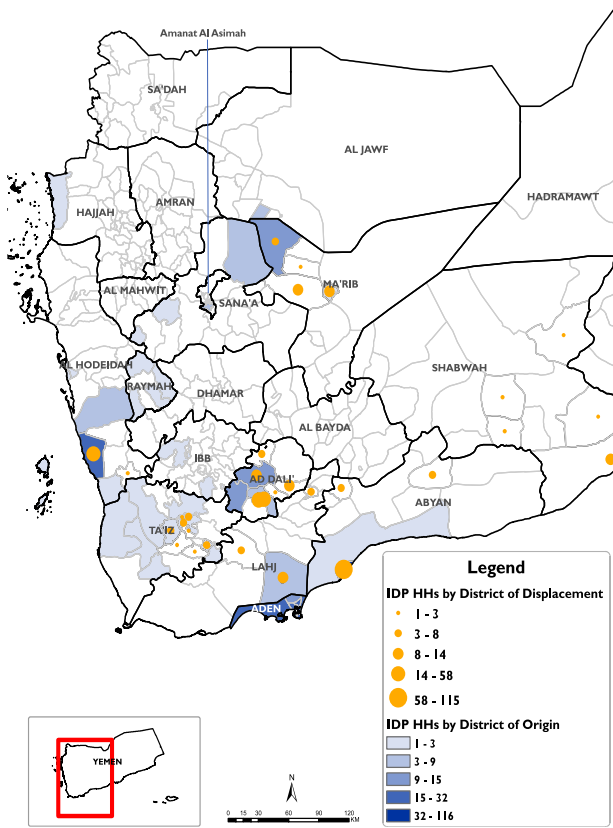 Amanat Al Asimah
SA'DAH
AL JAWF
HADRAMAWT
HAJJAH
AMRAN
AL MAHWIT
SANA'A
MA'RIB
AL HODEIDAH
RAYMAH
DHAMAR
SHABWAH
AL BAYDA
IBB
AD DALI'
ABYAN
TA'IZ
LAHJ
ADEN
Legend
IDP HHs by District of Displacement
1 - 3
3 - 8
8 - 14
14 - 58
58 - 115
IDP HHs by District of Origin
1 - 3
3 - 9
9 - 15
15 - 32
32 - 116
YEMEN
N
0 15 30 60 90 120
KM